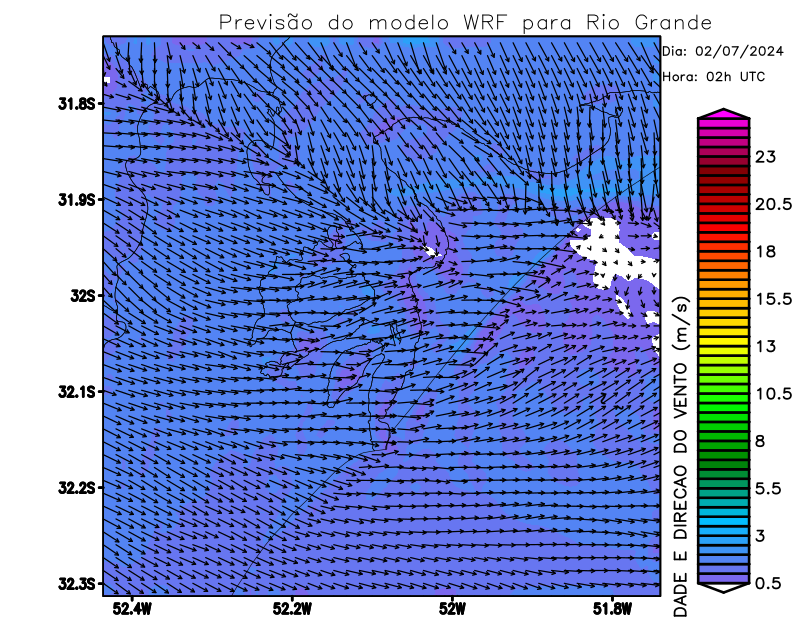 Previsão do modelo WRF para Rio Grande
Dia: 02/07/2024
Hora: 02h UTC
31.8S
31.9S
32S
32.1S
32.2S
32.3S
52.4W
52.2W
52W
51.8W
23
20.5
18
15.5
13
10.5
8
5.5
3
0.5
DADE E DIRECAO DO VENTO (m/s)